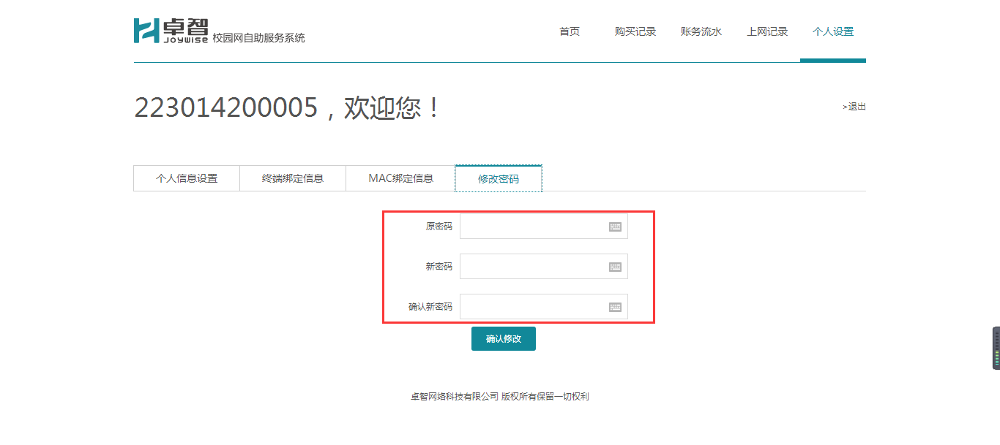 卓智
JOYWISE 校园网自助服务系统
首页 购买记录 账务流水 上网记录 个人设置
223014200005，欢迎您！
>退出
个人信息设置 终端绑定信息 MAC绑定信息 修改密码
原密码
新密码
确认新密码
确认修改
卓智网络科技有限公司 版权所有保留一切权利